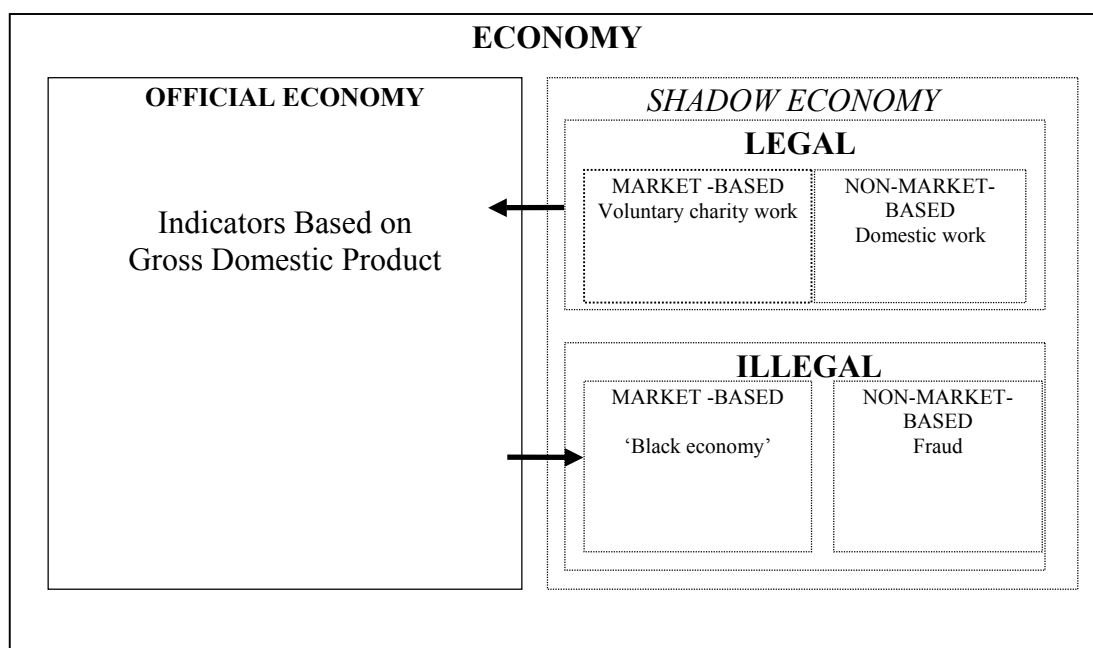 ECONOMY
OFFICIAL ECONOMY
Indicators Based on
Gross Domestic Product
SHADOW ECONOMY
LEGAL
MARKET -BASED
Voluntary charity work
NON-MARKET-
BASED
Domestic work
ILLEGAL
MARKET -BASED
‘Black economy’
NON-MARKET-
BASED
Fraud